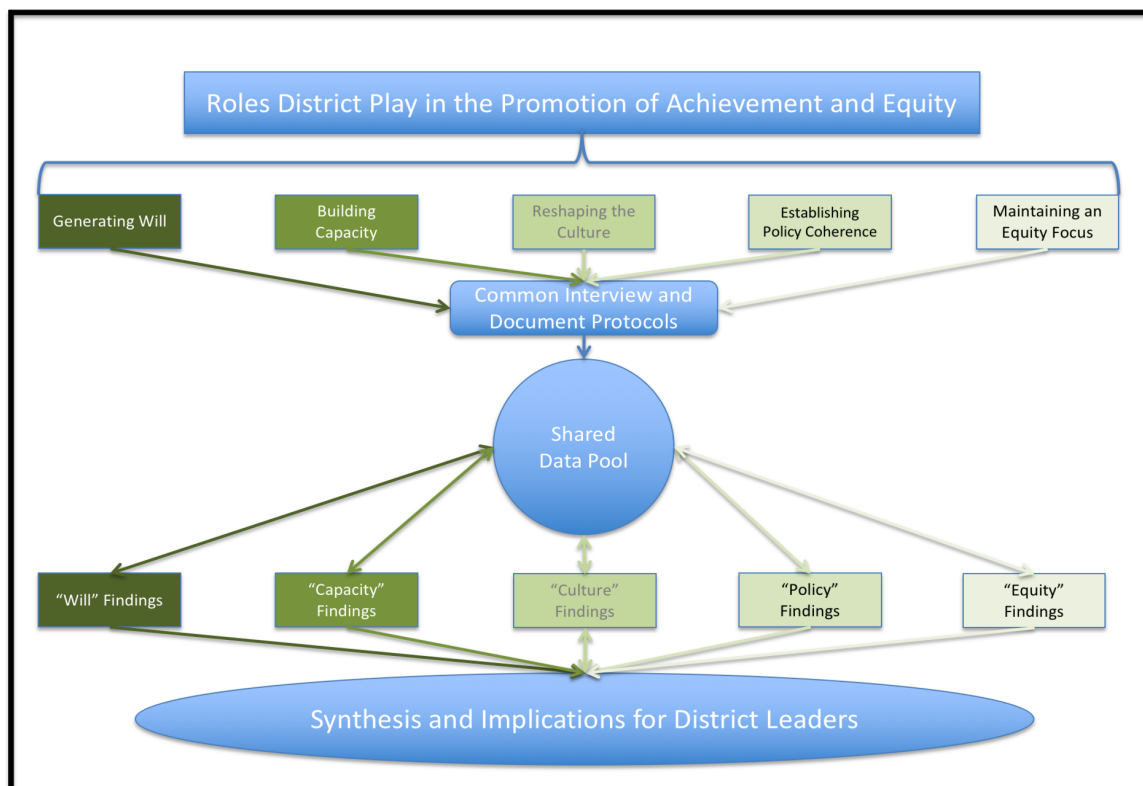 Roles District Play in the Promotion of Achievement and Equity
Generating Will
Building
Capacity
Reshaping the
Culture
Establishing
Policy Coherence
Maintaining an
Equity Focus
Common Interview and
Document Protocols
Shared
Data Pool
“Will” Findings
“Capacity”
Findings
“Culture”
Findings
“Policy”
Findings
“Equity”
Findings
Synthesis and Implications for District Leaders